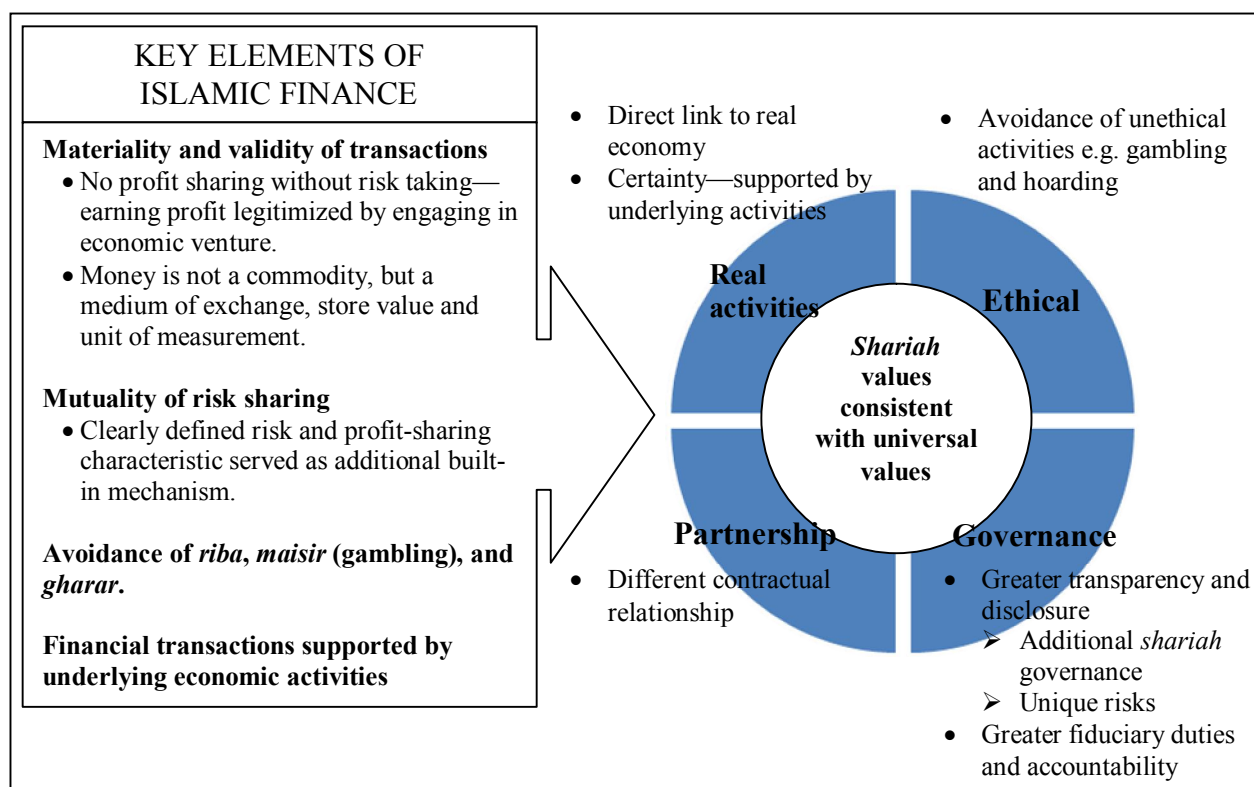 KEY ELEMENTS OF
ISLAMIC FINANCE
Materiality and validity of transactions
• No profit sharing without risk taking—
earning profit legitimized by engaging in
economic venture.
• Money is not a commodity, but a
medium of exchange, store value and
unit of measurement.
Mutuality of risk sharing
• Clearly defined risk and profit-sharing
characteristic served as additional built-
in mechanism.
Avoidance of riba, maisir (gambling), and
gharar.
Financial transactions supported by
underlying economic activities
• Direct link to real
economy
• Certainty—supported by
underlying activities
• Avoidance of unethical
activities e.g. gambling
and hoarding
Real
activities
Ethical
Shariah
values
consistent
with universal
values
Partnership
• Different contractual
relationship
Governance
• Greater transparency and
disclosure
➢ Additional shariah
governance
➢ Unique risks
• Greater fiduciary duties
and accountability